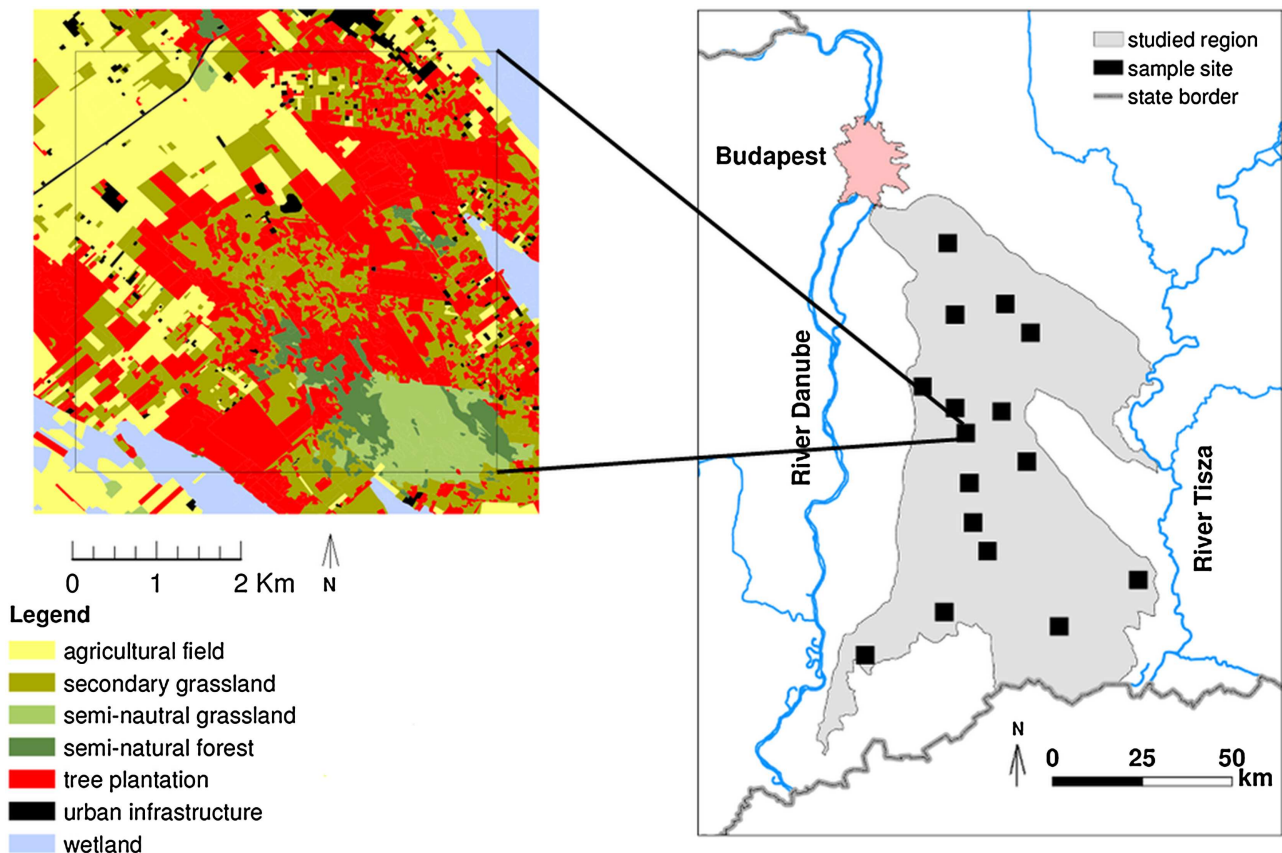 0 1 2 Km
N
Legend
agricultural field
secondary grassland
semi-nautral grassland
semi-natural forest
tree plantation
urban infrastructure
wetland
studied region
sample site
state border
Budapest
River Danube
River Tisza
N
0 25 50
km